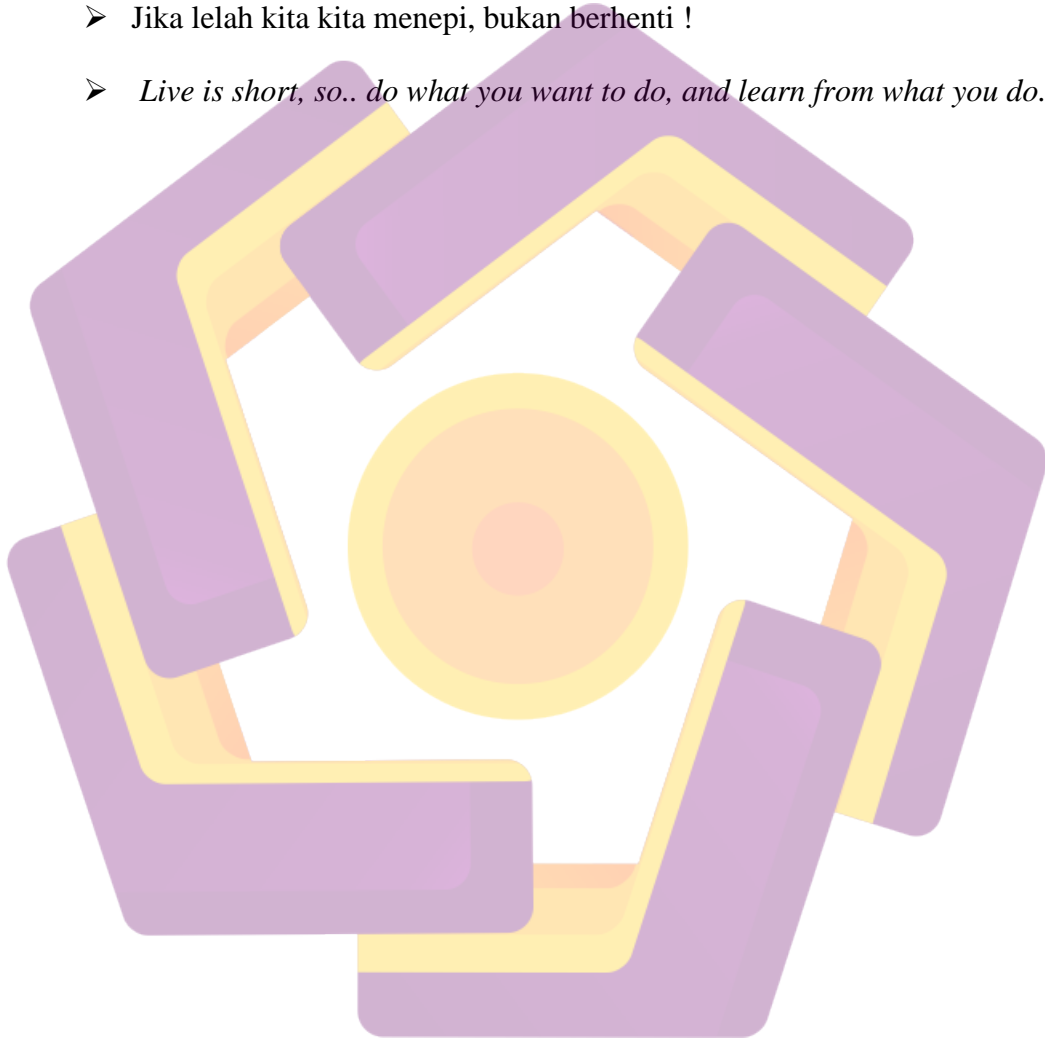 ➢ Jika lelah kita kita menepi, bukan berhenti !
➢ Live is short, so.. do what you want to do, and learn from what you do.